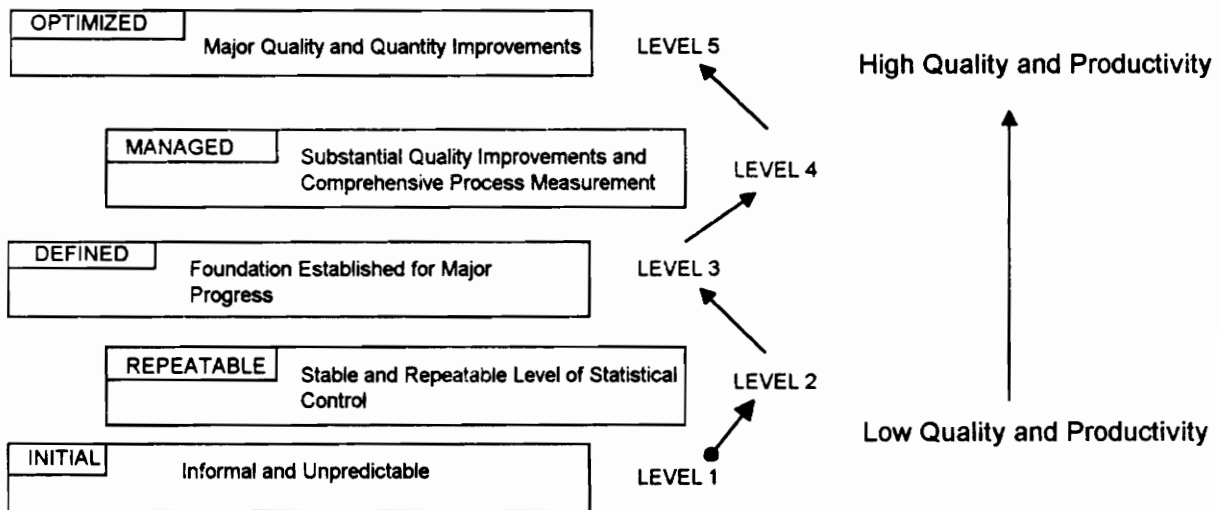 OPTIMIZED
Major Quality and Quantity Improvements
LEVEL 5
High Quality and Productivity
MANAGED
Substantial Quality Improvements and
Comprehensive Process Measurement
LEVEL 4
DEFINED
Foundation Established for Major
Progress
LEVEL 3
REPEATABLE
Stable and Repeatable Level of Statistical
Control
LEVEL 2
Low Quality and Productivity
INITIAL
Informal and Unpredictable
LEVEL 1